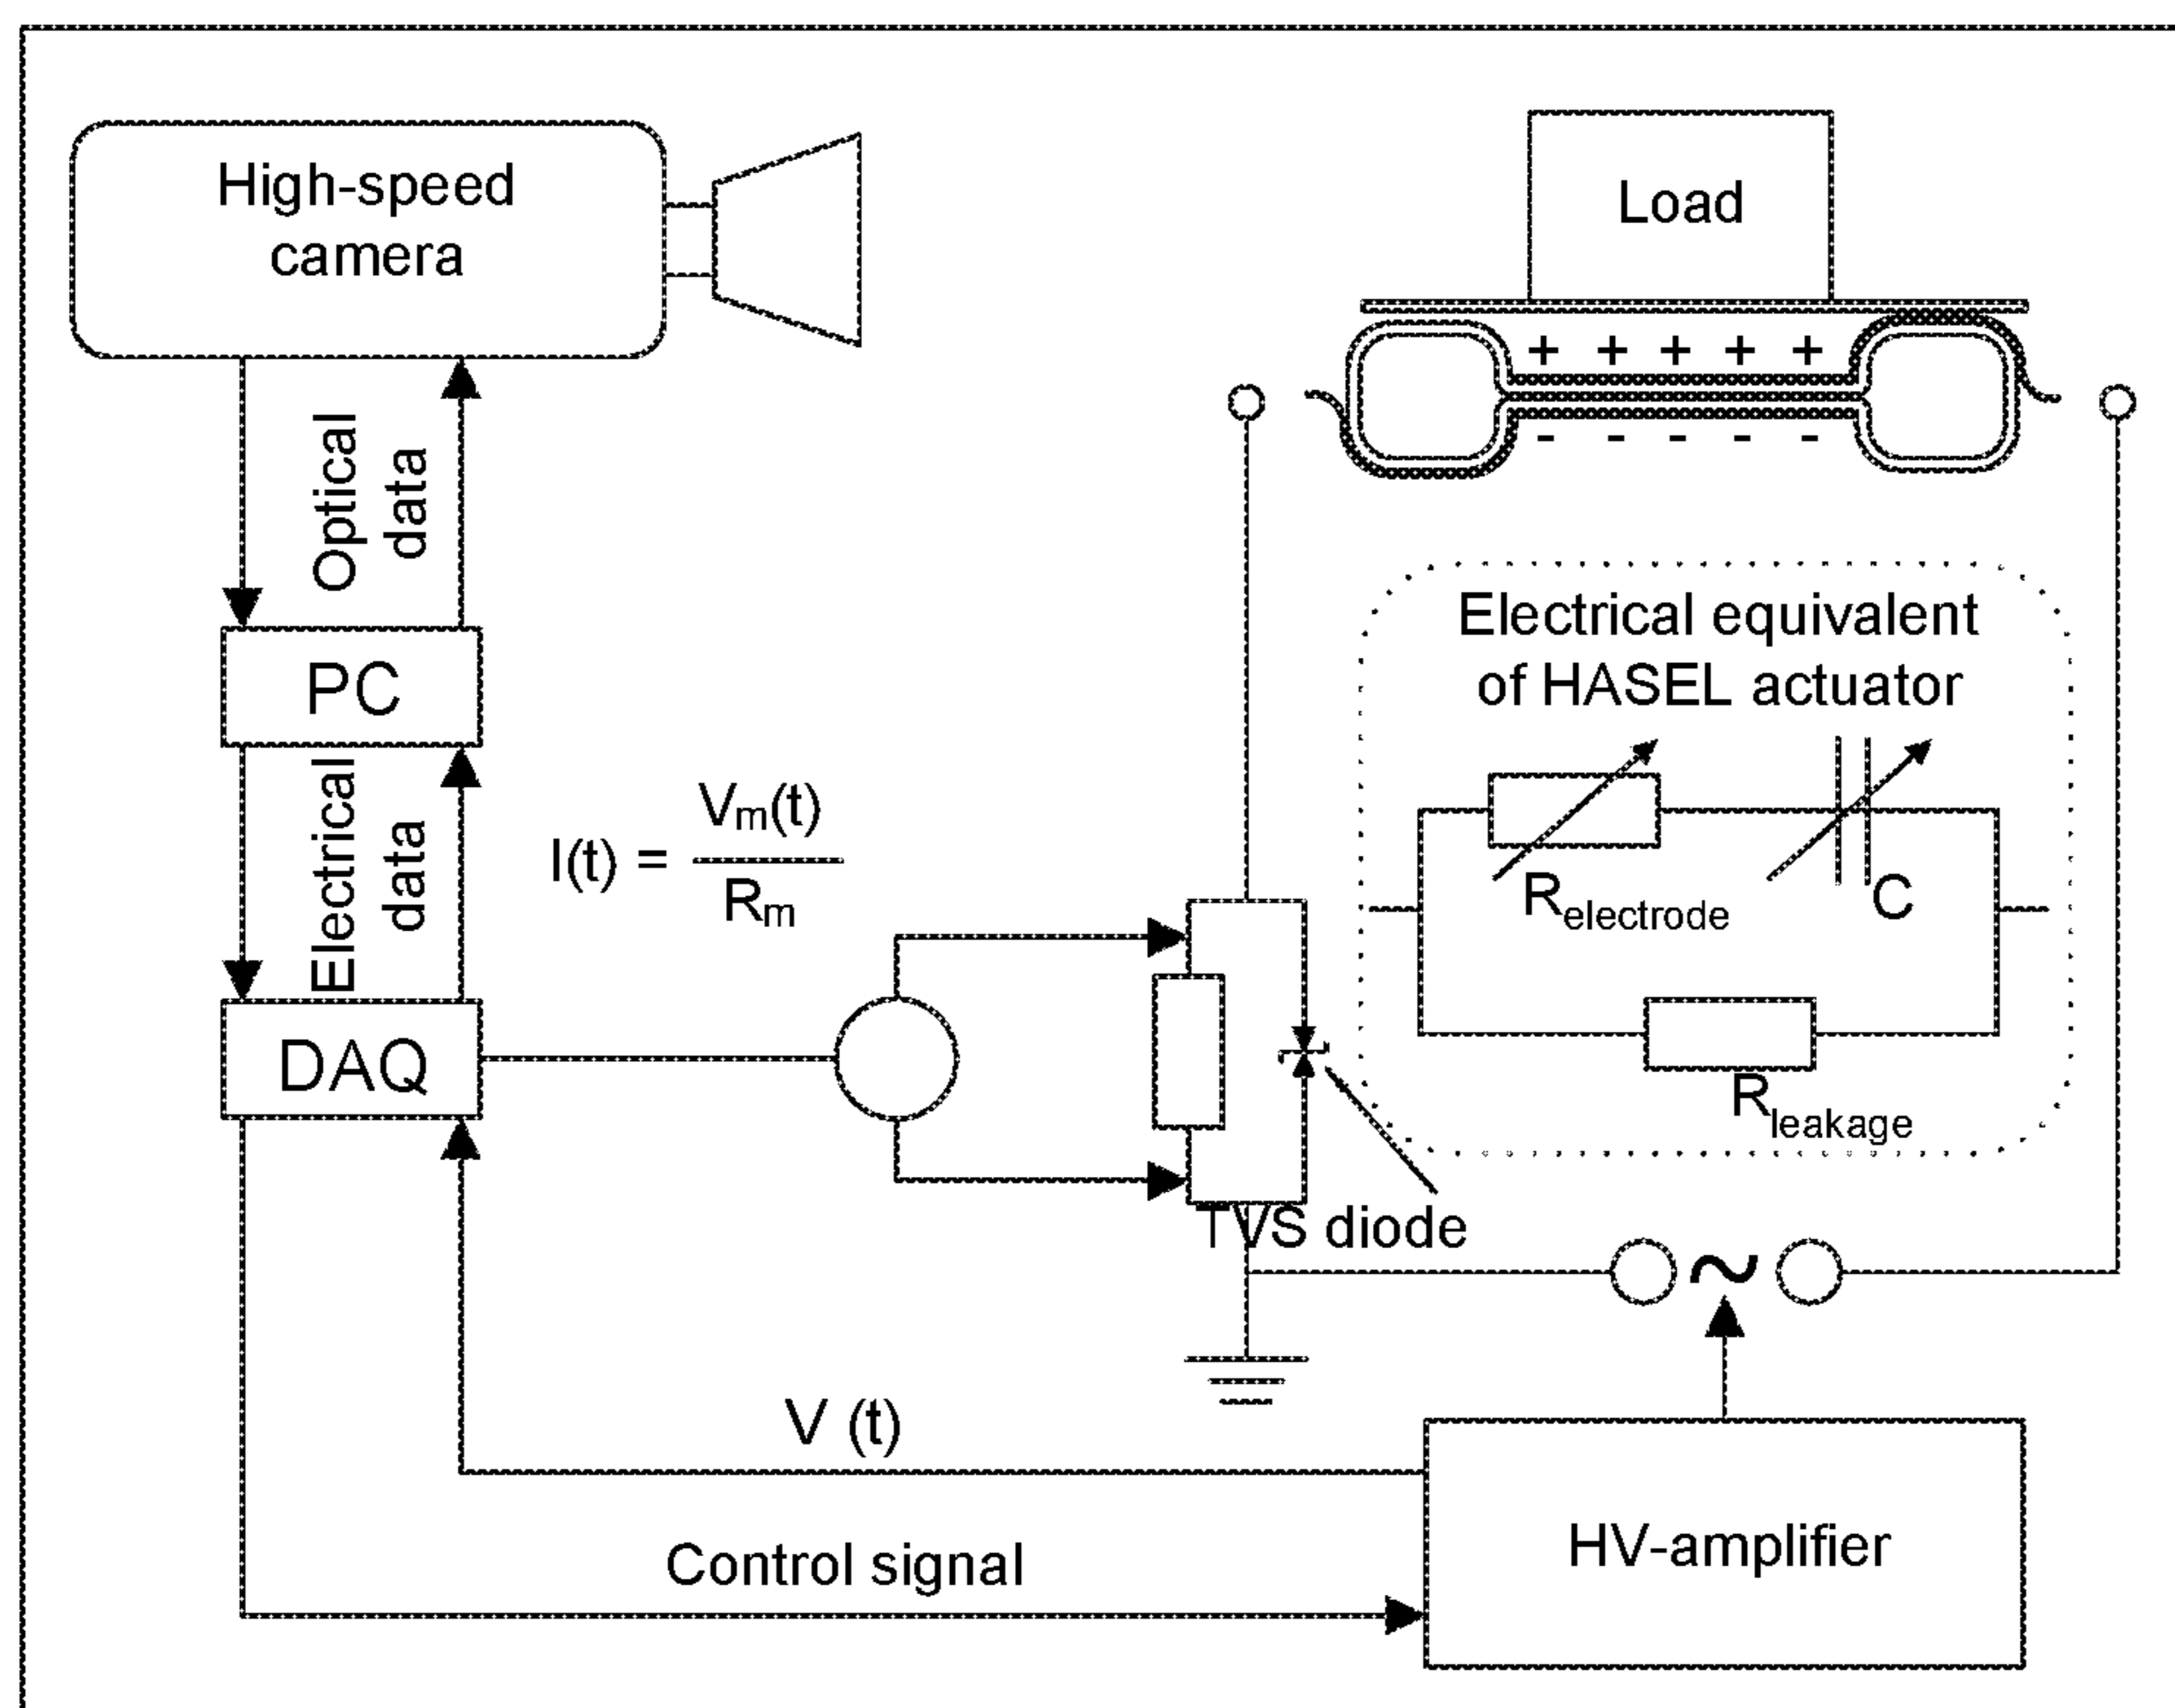 High-speed
camera
Load
+ + + + +
- - - - -
Optical
data
Electrical equivalent
of HASEL actuator
PC
Electrical
data
I(t) = Vm(t)
Rm
Relectrode
C
DAQ
Rleakage
TVS diode
~
V (t)
HV-amplifier
Control signal